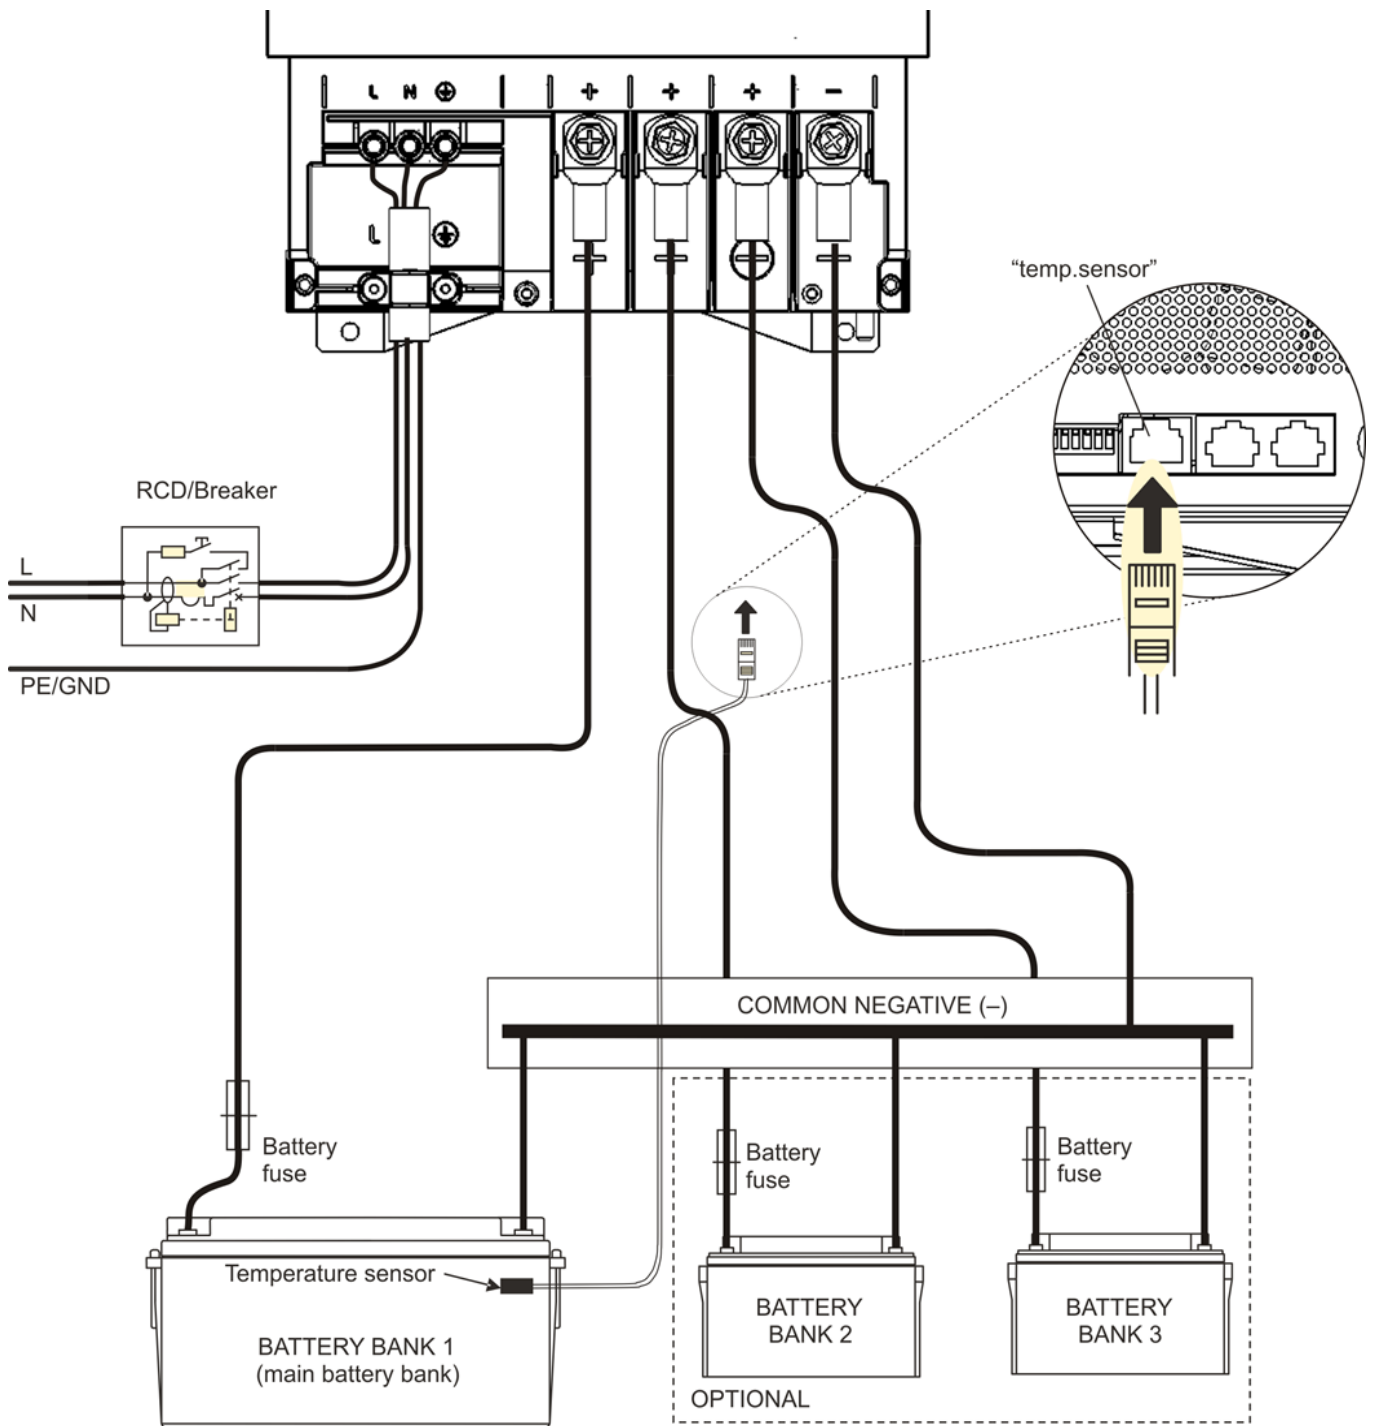 L N
+ + + −
L
“temp.sensor”
RCD/Breaker
L
N
PE/GND
COMMON NEGATIVE (–)
Battery
fuse
Battery
fuse
Battery
fuse
Temperature sensor
BATTERY BANK 1
(main battery bank)
BATTERY
BANK 2
BATTERY
BANK 3
OPTIONAL